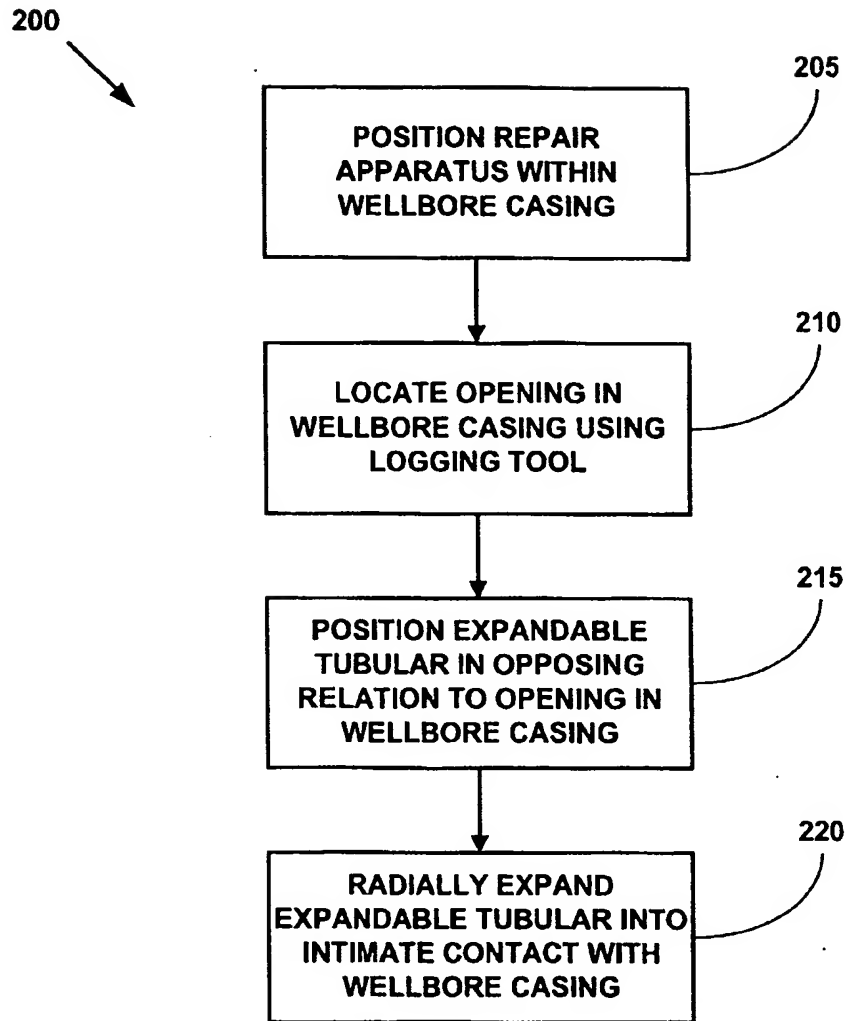 200
205
POSITION REPAIR
APPARATUS WITHIN
WELLBORE CASING
210
LOCATE OPENING IN
WELLBORE CASING USING
LOGGING TOOL
215
POSITION EXPANDABLE
TUBULAR IN OPPOSING
RELATION TO OPENING IN
WELLBORE CASING
220
RADIALLY EXPAND
EXPANDABLE TUBULAR INTO
INTIMATE CONTACT WITH
WELLBORE CASING